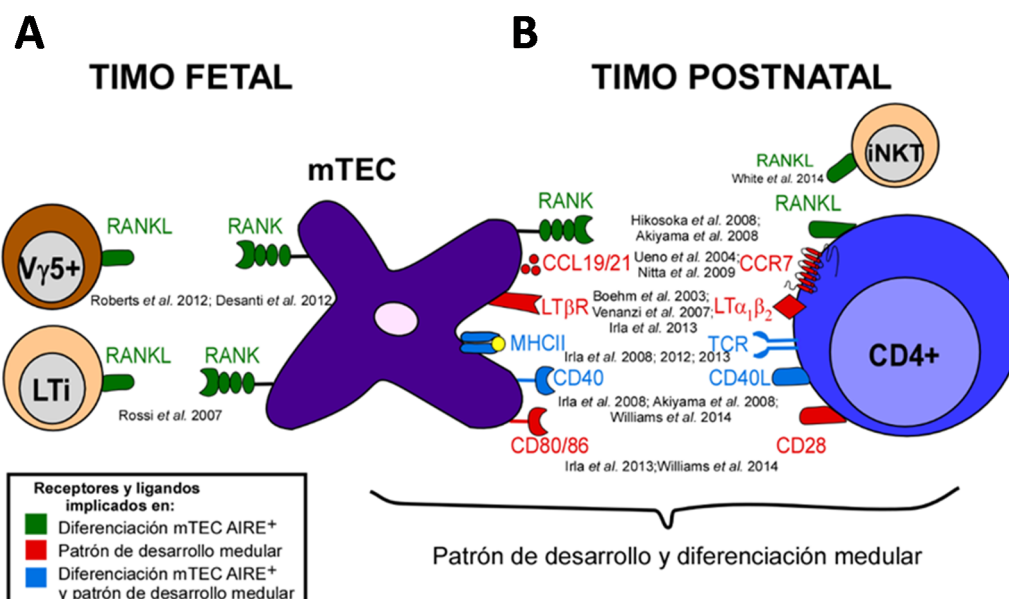 A
B
TIMO FETAL
TIMO POSTNATAL
mTEC
iNKT
RANKL
White et al. 2014
RANKL
RANK
RANK
RANKL
Hikosoka et al. 2008;
Akiyama et al. 2008
Vγ5+
CCL19/21
Ueno et al. 2004;
Nitta et al. 2009
CCR7
Roberts et al. 2012; Desanti et al. 2012
LTβR
Boehm et al. 2003;
Venanzi et al. 2007;
Irla et al. 2013
LTα₁β₂
RANKL
RANK
MHCII
Irla et al. 2008; 2012; 2013
TCR
CD4+
LTi
CD40
CD40L
Rossi et al. 2007
Irla et al. 2008; Akiyama et al. 2008;
Williams et al. 2014
CD80/86
CD28
Irla et al. 2013;Williams et al. 2014
Receptores y ligandos
implicados en:
Diferenciación mTEC AIRE⁺
Patrón de desarrollo medular
Diferenciación mTEC AIRE⁺
y patrón de desarrollo medular
Patrón de desarrollo y diferenciación medular